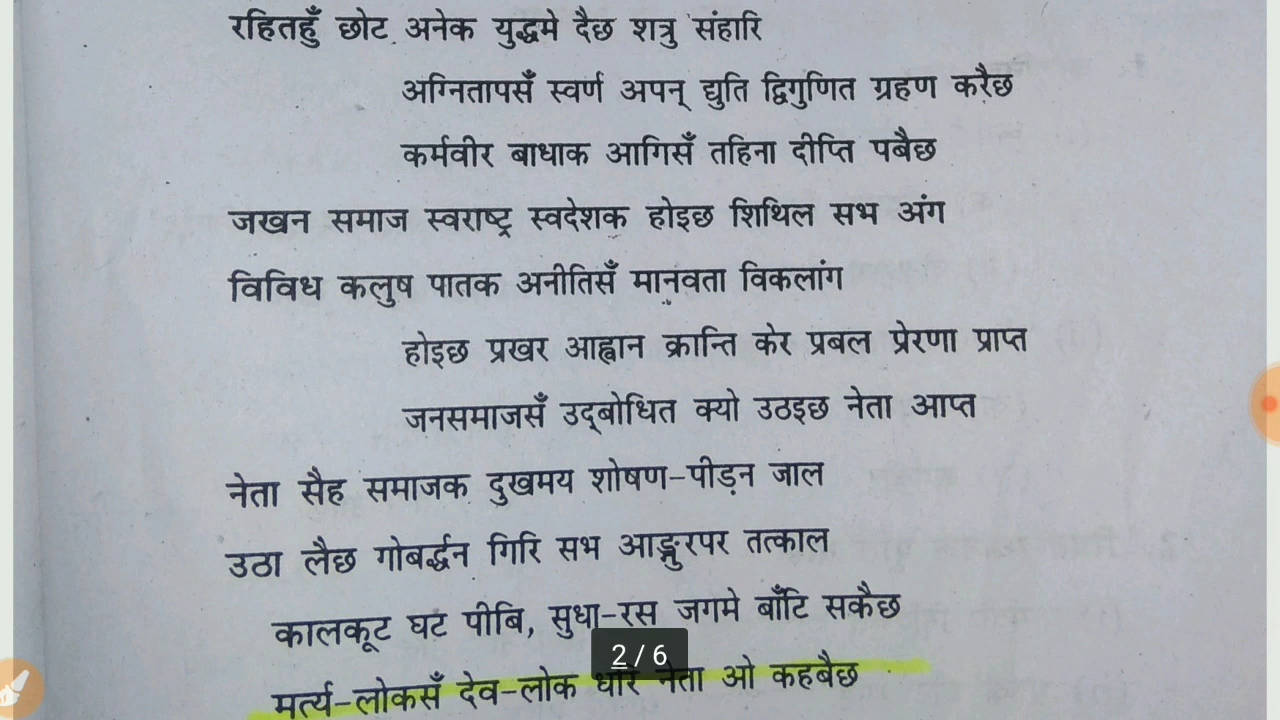 रहितहुँ छोट अनेक युद्धमे दैछ शत्रु संहारि
अग्नितापसँ स्वर्ण अपन् द्युति द्विगुणित ग्रहण करैछ
कर्मवीर बाधाक आगिसँ तहिना दीप्ति पबैछ
जखन समाज स्वराष्ट्र स्वदेशक होइछ शिथिल सभ अंग
विविध कलुष पातक अनीतिसँ मानवता विकलांग
होइछ प्रखर आह्वान क्रान्ति केर प्रबल प्रेरणा प्राप्त
जनसमाजसँ उद्‌बोधित क्यो उठइछ नेता आप्त
नेता सैह समाजक दुखमय शोषण-पीड़न जाल
उठा लैछ गोबर्द्धन गिरि सभ आङ्गुरपर तत्काल
कालकूट घट पीबि, सुधा-रस जगमे बाँटि सकैछ
2 / 6
मर्त्य-लोकसँ देव-लोक धरि नेता ओ कहबैछ